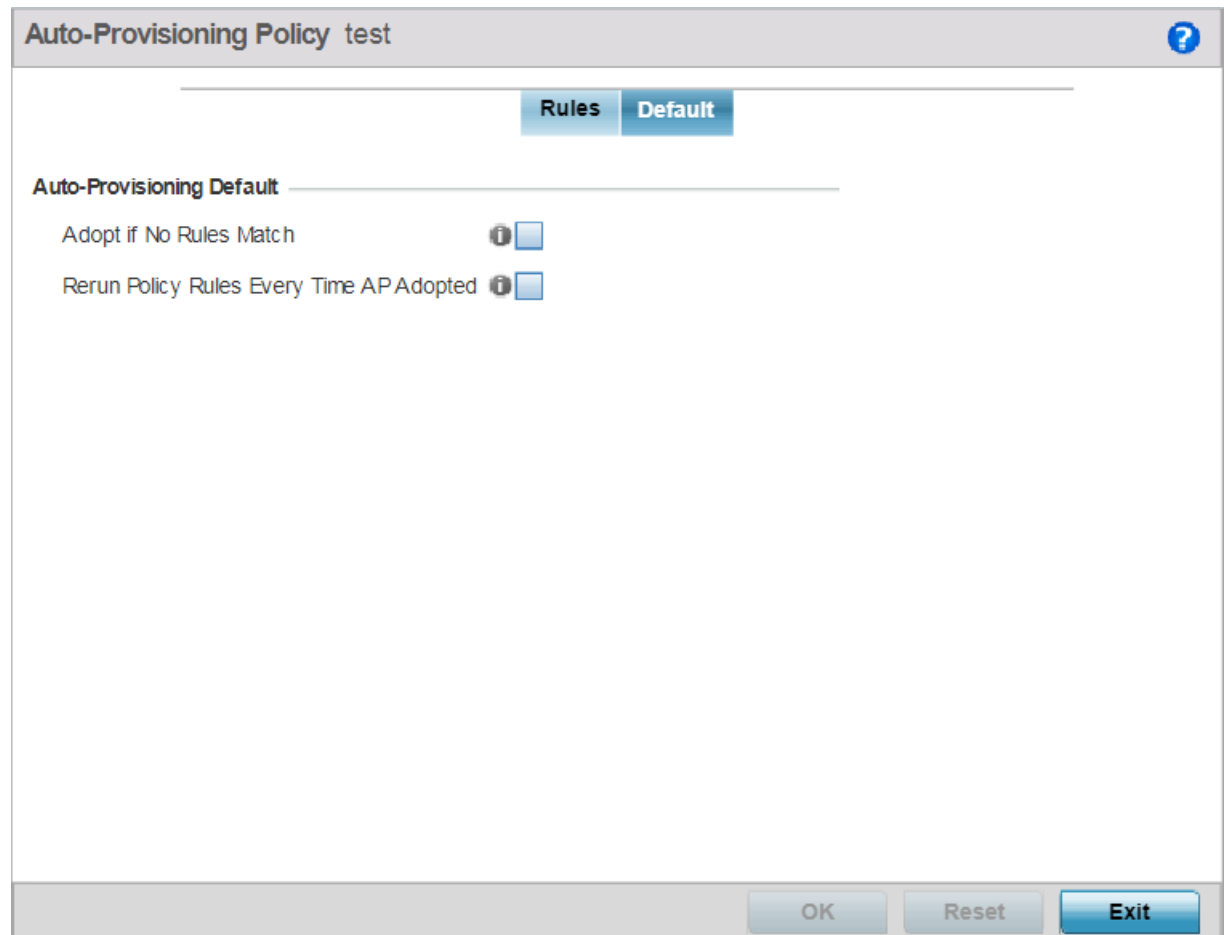 Auto-Provisioning Policy test
Rules Default
Auto-Provisioning Default
Adopt if No Rules Match
Rerun Policy Rules Every Time AP Adopted
OK Reset Exit